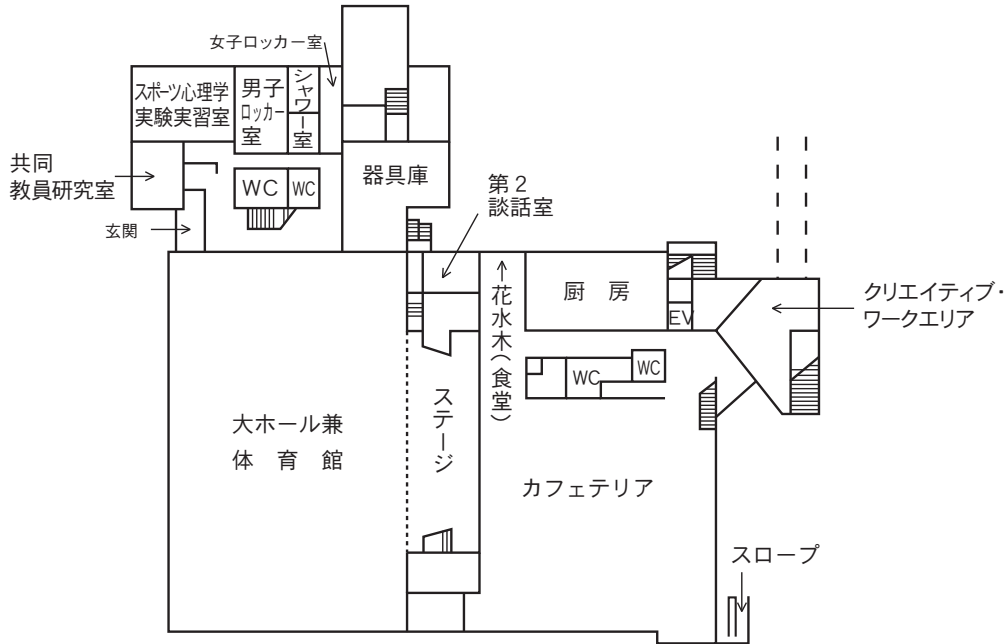 女子ロッカー室
スポーツ心理学
実験実習室
男子
ロッカー
室
シャワー室
共同
教員研究室
WC
WC
器具庫
第2
談話室
玄関
←花水木(食堂)
厨 房
EV
クリエイティブ・
ワークエリア
WC
WC
大ホール兼
体 育 館
ステージ
カフェテリア
スロープ